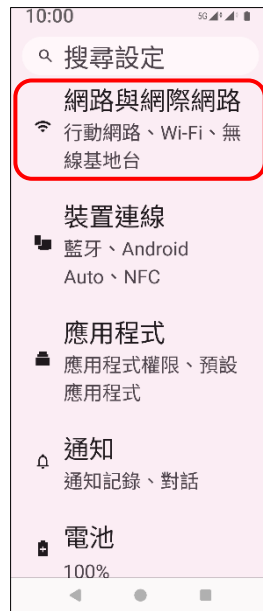 10:00 5G
搜尋設定
網路與網際網路
行動網路、Wi-Fi、無
線基地台
裝置連線
藍牙、Android
Auto、NFC
應用程式
應用程式權限、預設
應用程式
通知
通知記錄、對話
電池
100%